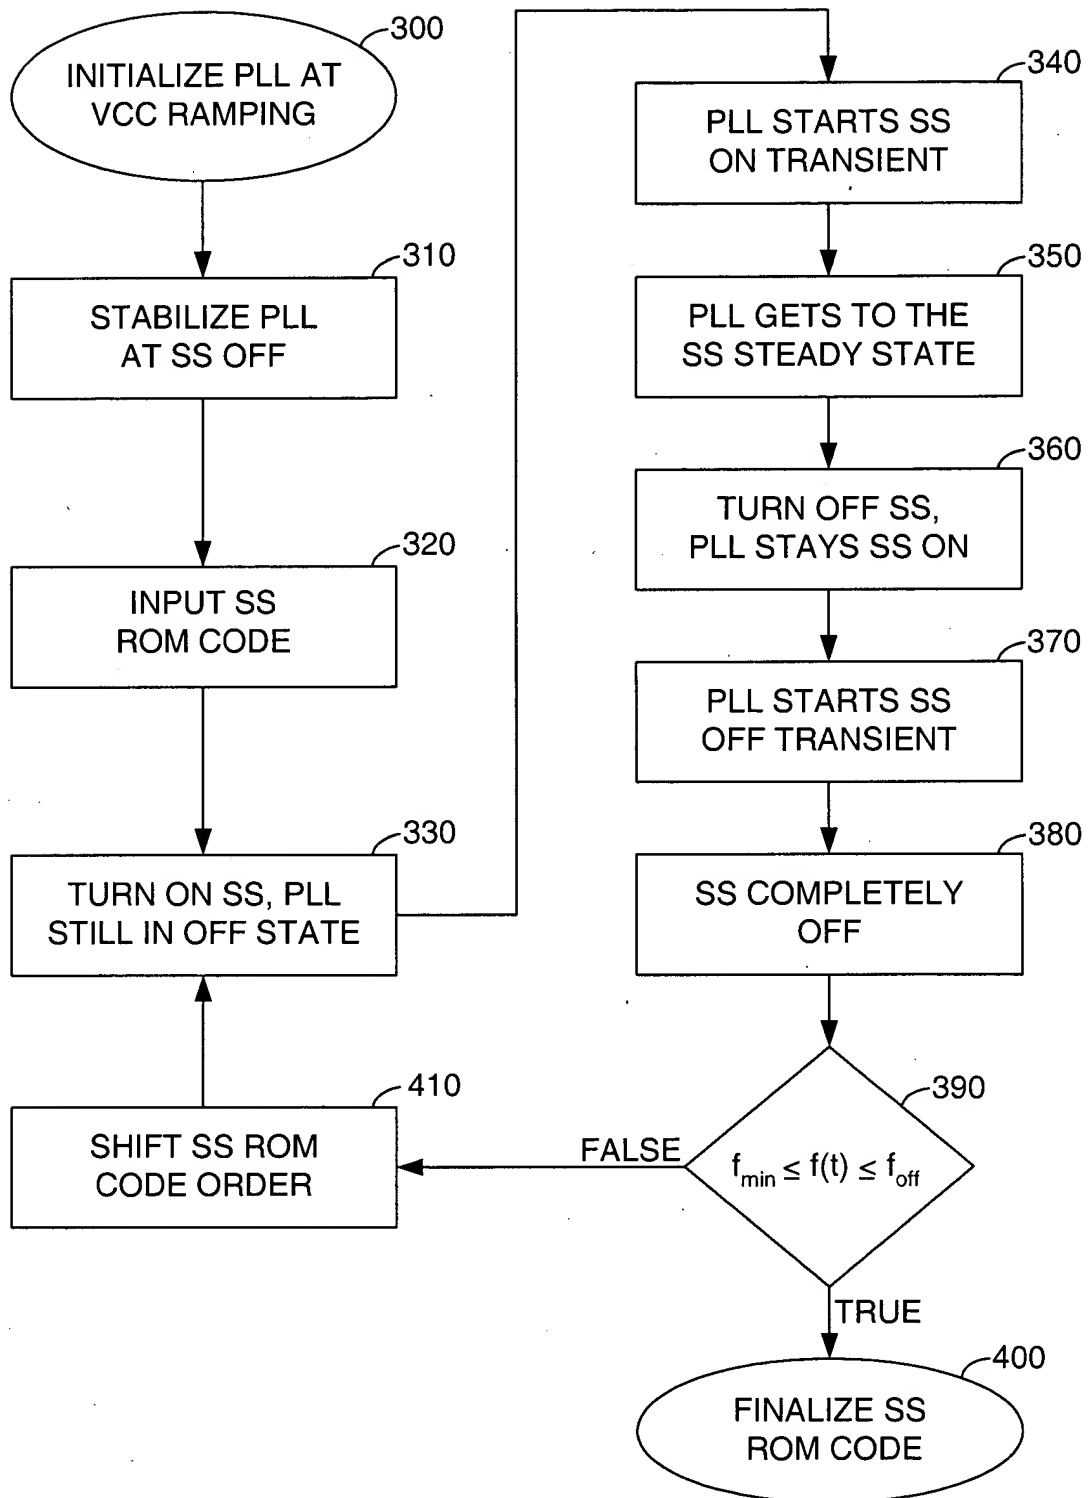 300
INITIALIZE PLL AT
VCC RAMPING
310
STABILIZE PLL
AT SS OFF
320
INPUT SS
ROM CODE
330
TURN ON SS, PLL
STILL IN OFF STATE
340
PLL STARTS SS
ON TRANSIENT
350
PLL GETS TO THE
SS STEADY STATE
360
TURN OFF SS,
PLL STAYS SS ON
370
PLL STARTS SS
OFF TRANSIENT
380
SS COMPLETELY
OFF
390
f_min ≤ f(t) ≤ f_off
FALSE
410
SHIFT SS ROM
CODE ORDER
TRUE
400
FINALIZE SS
ROM CODE